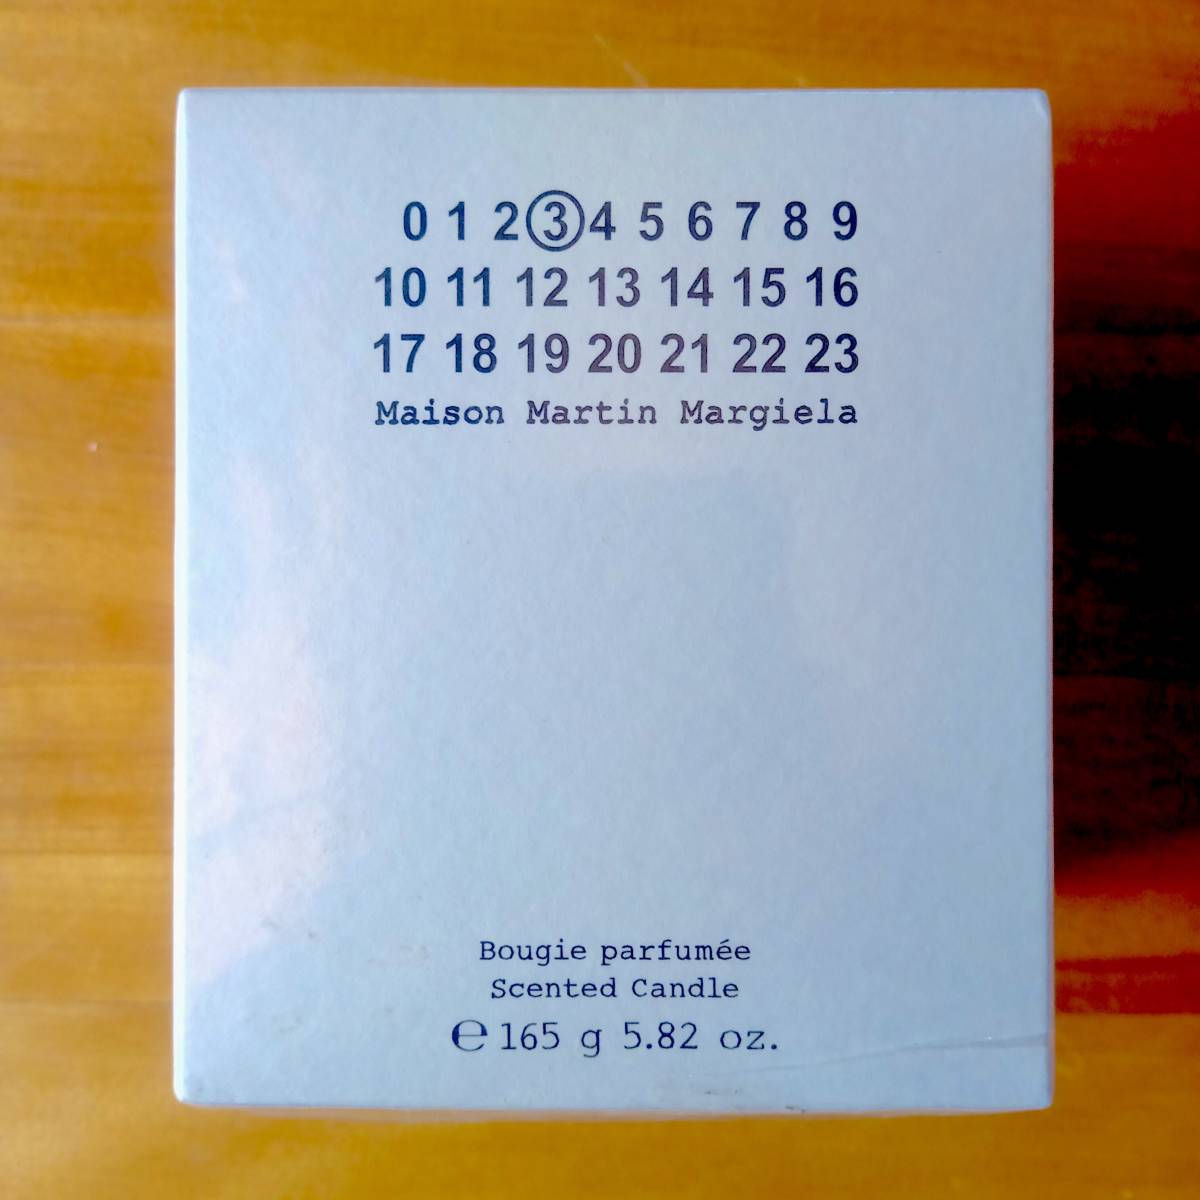 0 1 2 3 4 5 6 7 8 9
10 11 12 13 14 15 16
17 18 19 20 21 22 23
Maison Martin Margiela
Bougie parfumée
Scented Candle
℮ 165 g 5.82 oz.